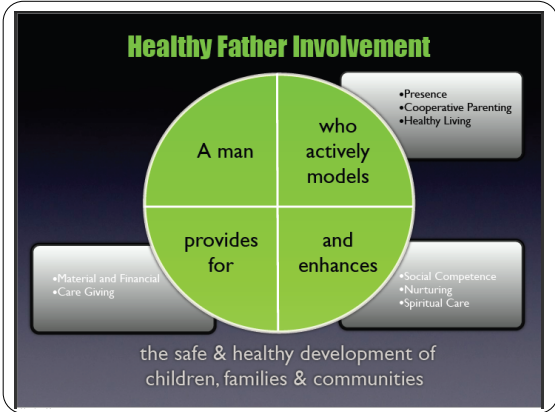 Healthy Father Involvement
•Presence
•Cooperative Parenting
•Healthy Living
A man
who
actively
models
provides
for
and
enhances
•Material and Financial
•Care Giving
•Social Competence
•Nurturing
•Spiritual Care
the safe & healthy development of
children, families & communities